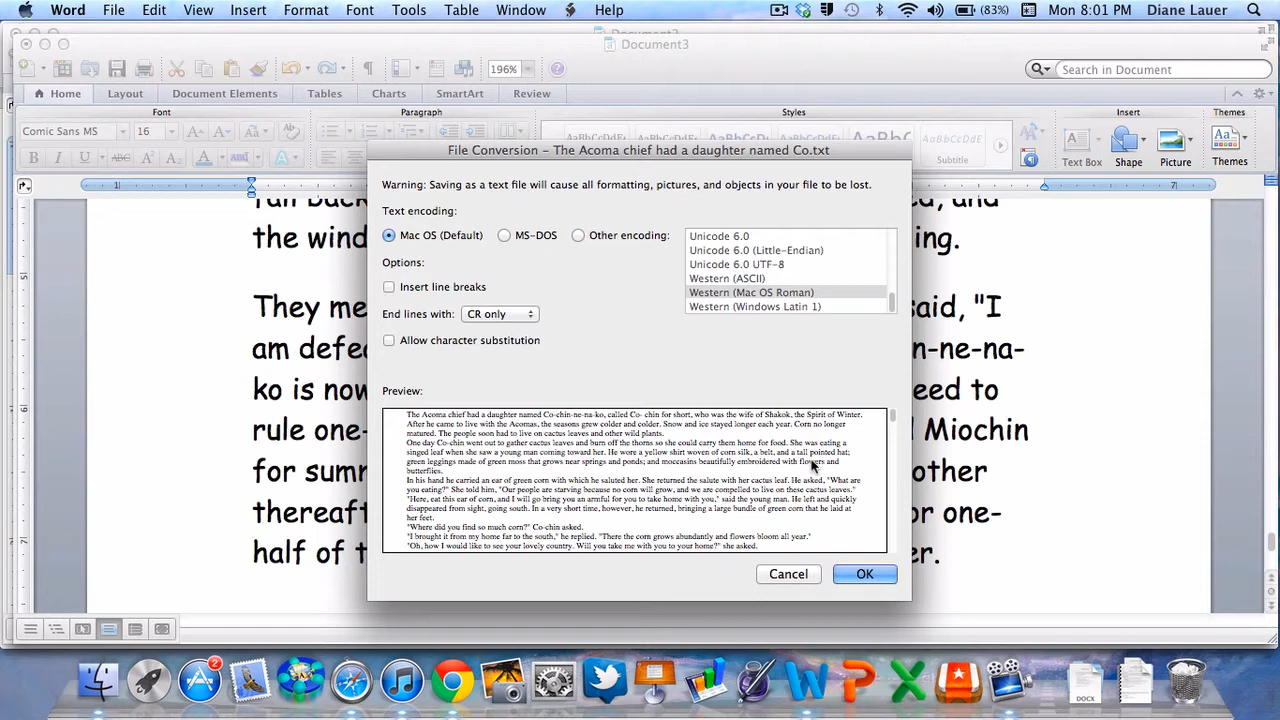 Word File Edit View Insert Format Font Tools Table Window Help (83%) Mon 8:01 PM Diane Lauer
Document3
196% Search in Document
Home Layout Document Elements Tables Charts SmartArt Review
Font Paragraph Styles Insert Themes
Comic Sans MS 16
AaBbCcDdEe
Subtitle
Text Box Shape Picture Themes
File Conversion - The Acoma chief had a daughter named Co.txt
Warning: Saving as a text file will cause all formatting, pictures, and objects in your file to be lost.
Text encoding:
Mac OS (Default) MS-DOS Other encoding:
Unicode 6.0
Unicode 6.0 (Little-Endian)
Unicode 6.0 UTF-8
Western (ASCII)
Western (Mac OS Roman)
Western (Windows Latin 1)
Options:
Insert line breaks
End lines with: CR only
Allow character substitution
Preview:
The Acoma chief had a daughter named Co-chin-ne-na-ko, called Co- chin for short, who was the wife of Shakok, the Spirit of Winter.
After he came to live with the Acomas, the seasons grew colder and colder. Snow and ice stayed longer each year. Corn no longer
matured. The people soon had to live on cactus leaves and other wild plants.
One day Co-chin went out to gather cactus leaves and burn off the thorns so she could carry them home for food. She was eating a
singed leaf when she saw a young man coming toward her. He wore a yellow shirt woven of corn silk, a belt, and a tall pointed hat;
green leggings made of green moss that grows near springs and ponds; and moccasins beautifully embroidered with flowers and
butterflies.
In his hand he carried an ear of green corn with which he saluted her. She returned the salute with her cactus leaf. He asked, "What are
you eating?" She told him, "Our people are starving because no corn will grow, and we are compelled to live on these cactus leaves."
"Here, eat this ear of corn, and I will go bring you an armful for you to take home with you," said the young man. He left and quickly
disappeared from sight, going south. In a very short time, however, he returned, bringing a large bundle of green corn that he laid at
her feet.
"Where did you find so much corn?" Co-chin asked.
"I brought it from my home far to the south," he replied. "There the corn grows abundantly and flowers bloom all year."
"Oh, how I would like to see your lovely country. Will you take me with you to your home?" she asked.
Cancel OK
the wind ing.
They me said, "I
am defea n-ne-na-
ko is now eed to
rule one- Miochin
for summ other
thereaft or one-
half of t r.
2
DOCX